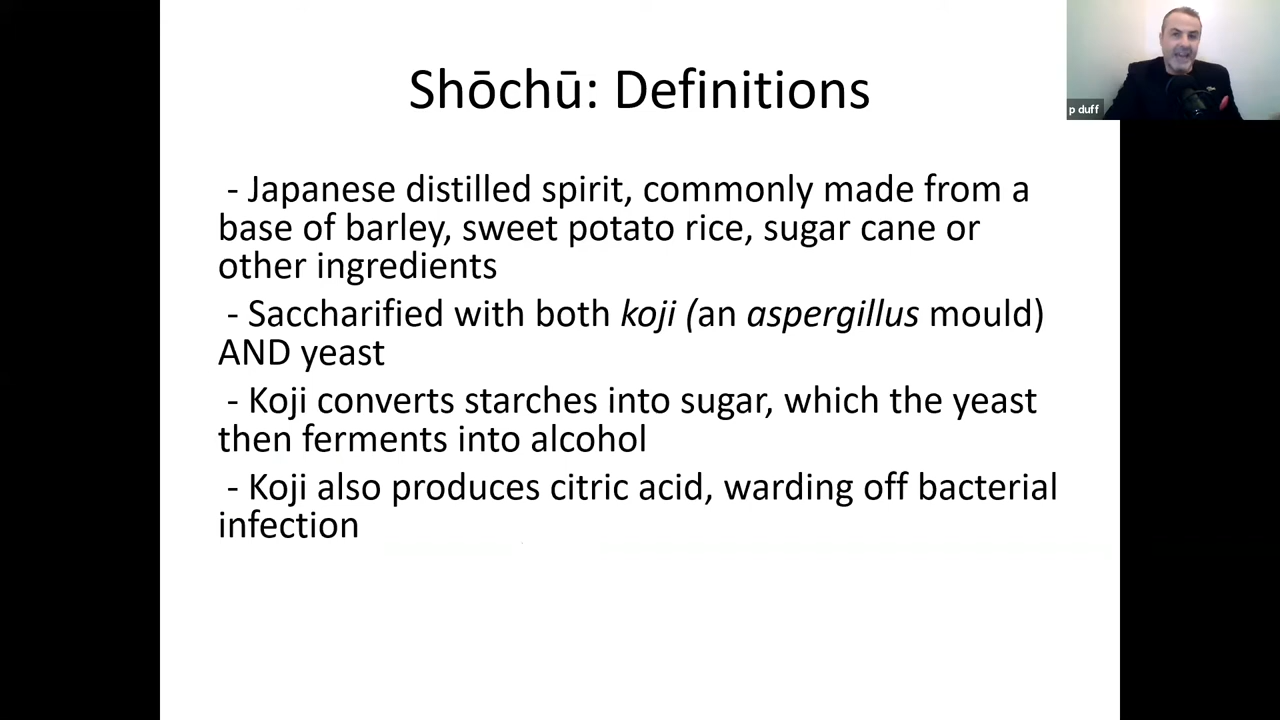 Shōchū: Definitions
p duff
- Japanese distilled spirit, commonly made from a
base of barley, sweet potato rice, sugar cane or
other ingredients
- Saccharified with both koji (an aspergillus mould)
AND yeast
- Koji converts starches into sugar, which the yeast
then ferments into alcohol
- Koji also produces citric acid, warding off bacterial
infection